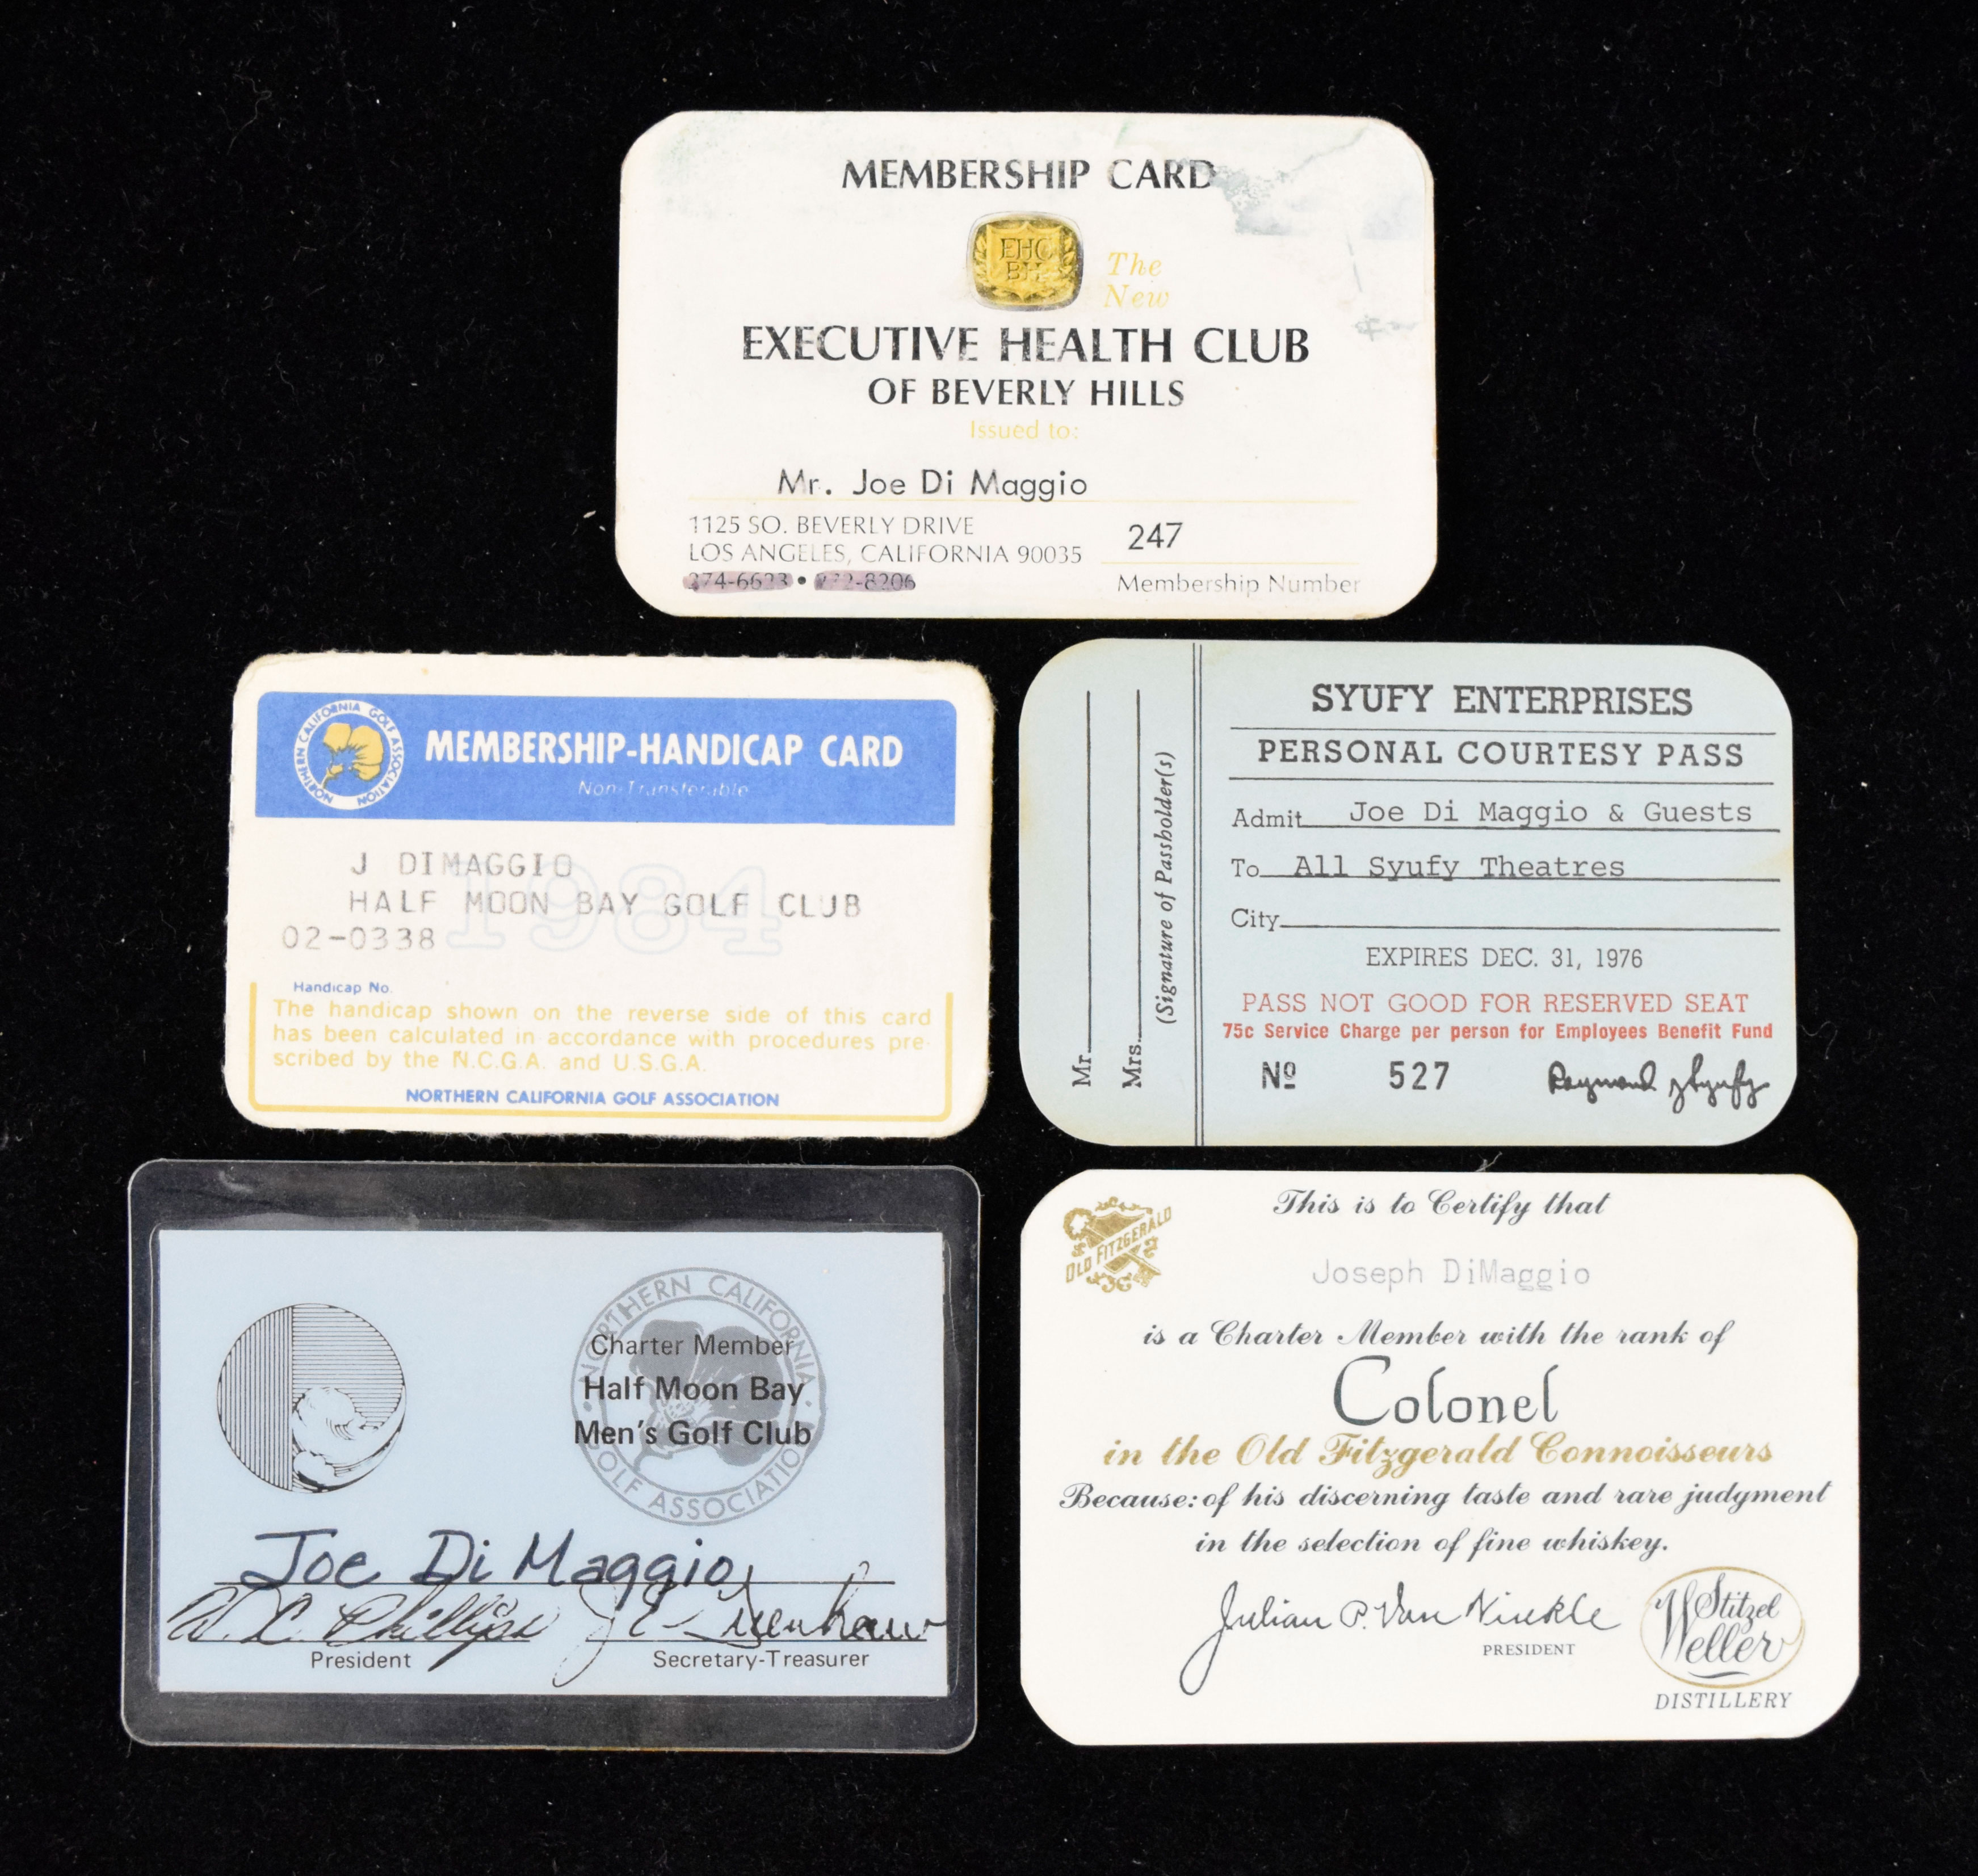 MEMBERSHIP CARD
EHC
BH
The
New
EXECUTIVE HEALTH CLUB
OF BEVERLY HILLS
Issued to:
Mr. Joe Di Maggio
1125 SO. BEVERLY DRIVE
LOS ANGELES, CALIFORNIA 90035
247
Membership Number
NORTHERN CALIFORNIA GOLF ASSOCIATION
MEMBERSHIP-HANDICAP CARD
Non-Transferable
1984
J DIMAGGIO
HALF MOON BAY GOLF CLUB
02-0338
Handicap No.
The handicap shown on the reverse side of this card
has been calculated in accordance with procedures pre-
scribed by the N.C.G.A. and U.S.G.A.
NORTHERN CALIFORNIA GOLF ASSOCIATION
Mr.
Mrs.
(Signature of Passholder(s)
SYUFY ENTERPRISES
PERSONAL COURTESY PASS
Admit Joe Di Maggio & Guests
To All Syufy Theatres
City
EXPIRES DEC. 31, 1976
PASS NOT GOOD FOR RESERVED SEAT
75c Service Charge per person for Employees Benefit Fund
Nº 527
Raymond J Syufy
NORTHERN CALIFORNIA GOLF ASSOCIATION
Charter Member
Half Moon Bay
Men's Golf Club
Joe Di Maggio
W. C. Phillips
President
Secretary-Treasurer
OLD FITZGERALD
This is to Certify that
Joseph DiMaggio
is a Charter Member with the rank of
Colonel
in the Old Fitzgerald Connoisseurs
Because: of his discerning taste and rare judgment
in the selection of fine whiskey.
Julian P. Van Winkle
PRESIDENT
Stitzel
Weller
DISTILLERY